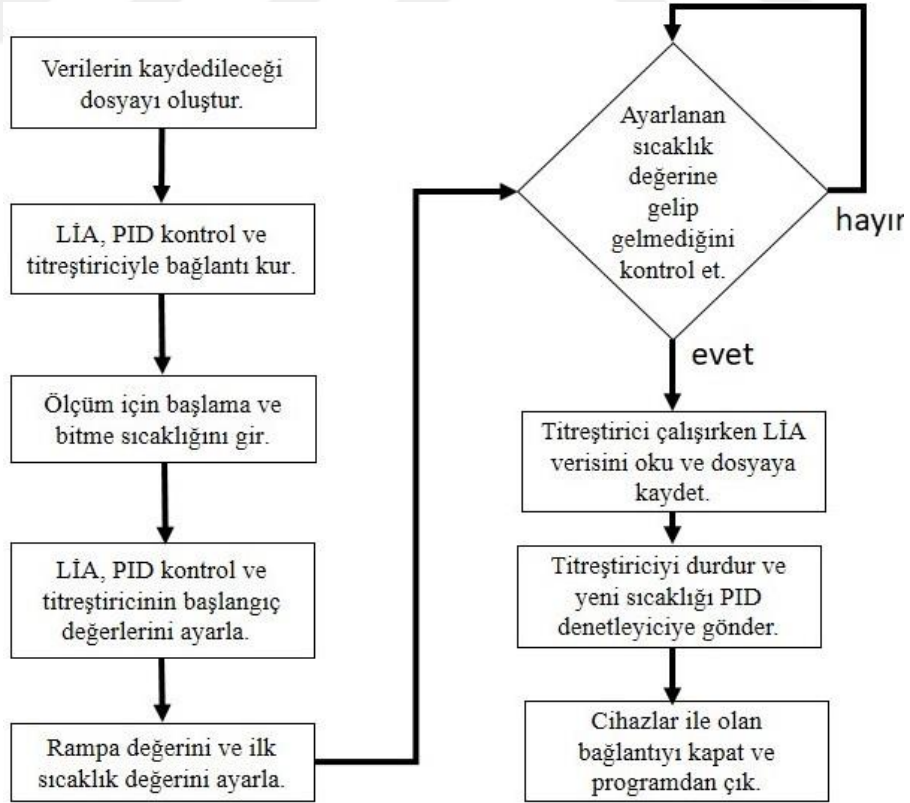 Verilerin kaydedileceği
dosyayı oluştur.
LİA, PID kontrol ve
titreştiriciyle bağlantı kur.
Ölçüm için başlama ve
bitme sıcaklığını gir.
LİA, PID kontrol ve
titreştiricinin başlangıç
değerlerini ayarla.
Rampa değerini ve ilk
sıcaklık değerini ayarla.
Ayarlanan
sıcaklık
değerine
gelip
gelmediğini
kontrol et.
hayır
evet
Titreştirici çalışırken LİA
verisini oku ve dosyaya
kaydet.
Titreştiriciyi durdur ve
yeni sıcaklığı PID
denetleyiciye gönder.
Cihazlar ile olan
bağlantıyı kapat ve
programdan çık.